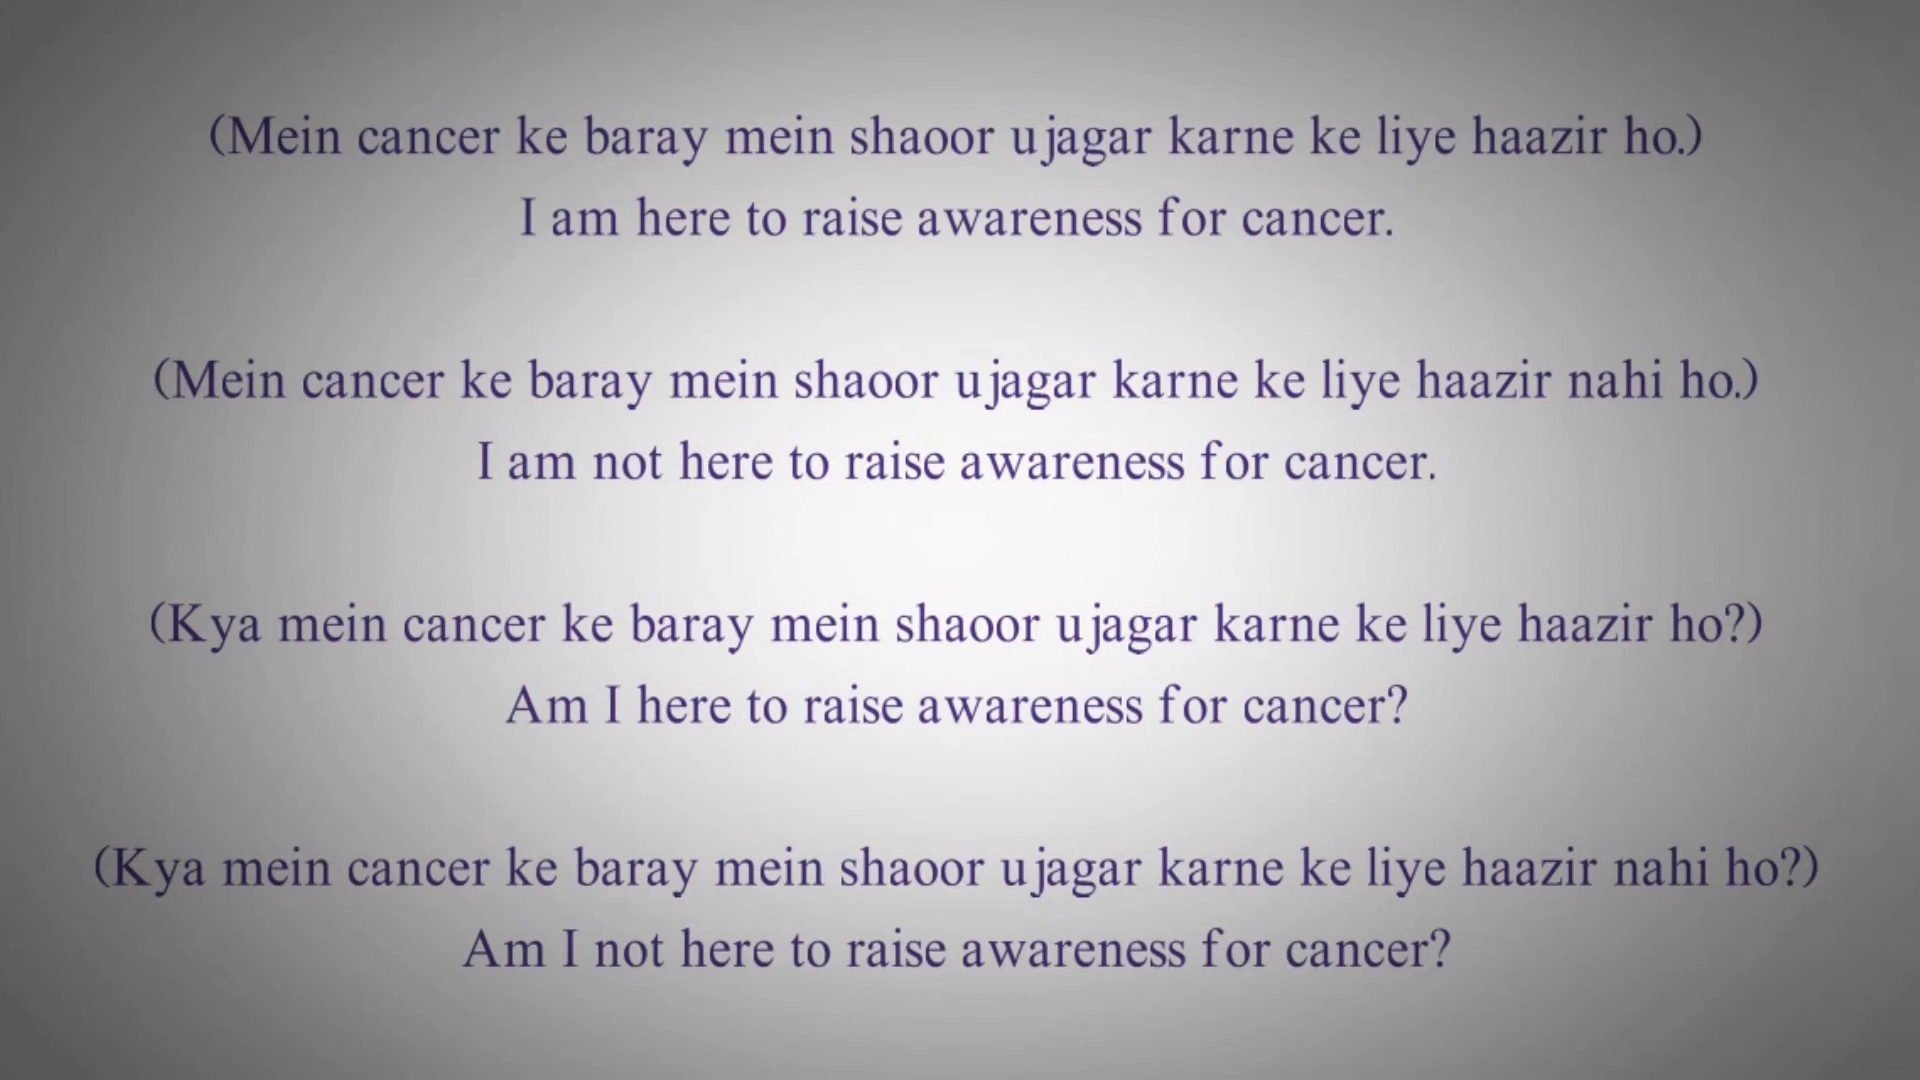 (Mein cancer ke baray mein shaoor ujagar karne ke liye haazir ho.)
I am here to raise awareness for cancer.
(Mein cancer ke baray mein shaoor ujagar karne ke liye haazir nahi ho.)
I am not here to raise awareness for cancer.
(Kya mein cancer ke baray mein shaoor ujagar karne ke liye haazir ho?)
Am I here to raise awareness for cancer?
(Kya mein cancer ke baray mein shaoor ujagar karne ke liye haazir nahi ho?)
Am I not here to raise awareness for cancer?